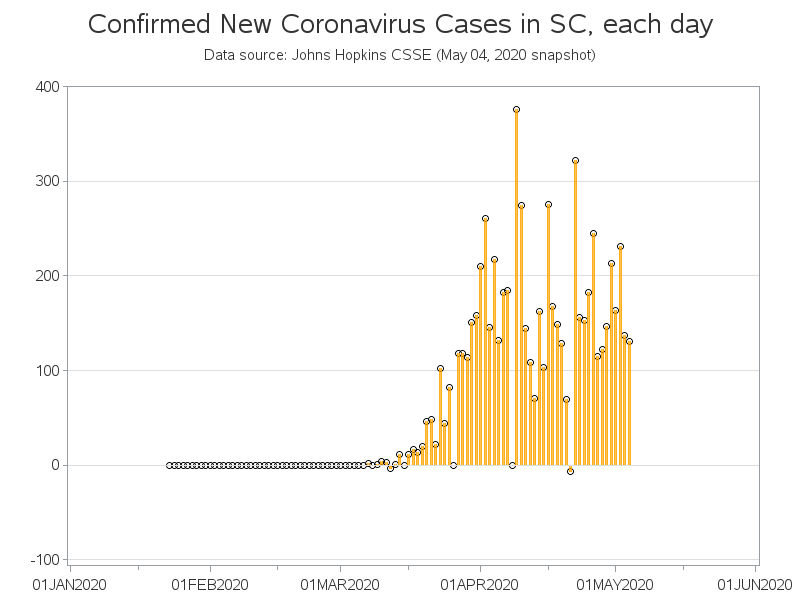 Confirmed New Coronavirus Cases in SC, each day
Data source: Johns Hopkins CSSE (May 04, 2020 snapshot)
400
300
200
100
0
-100
01JAN2020 01FEB2020 01MAR2020 01APR2020 01MAY2020 01JUN2020